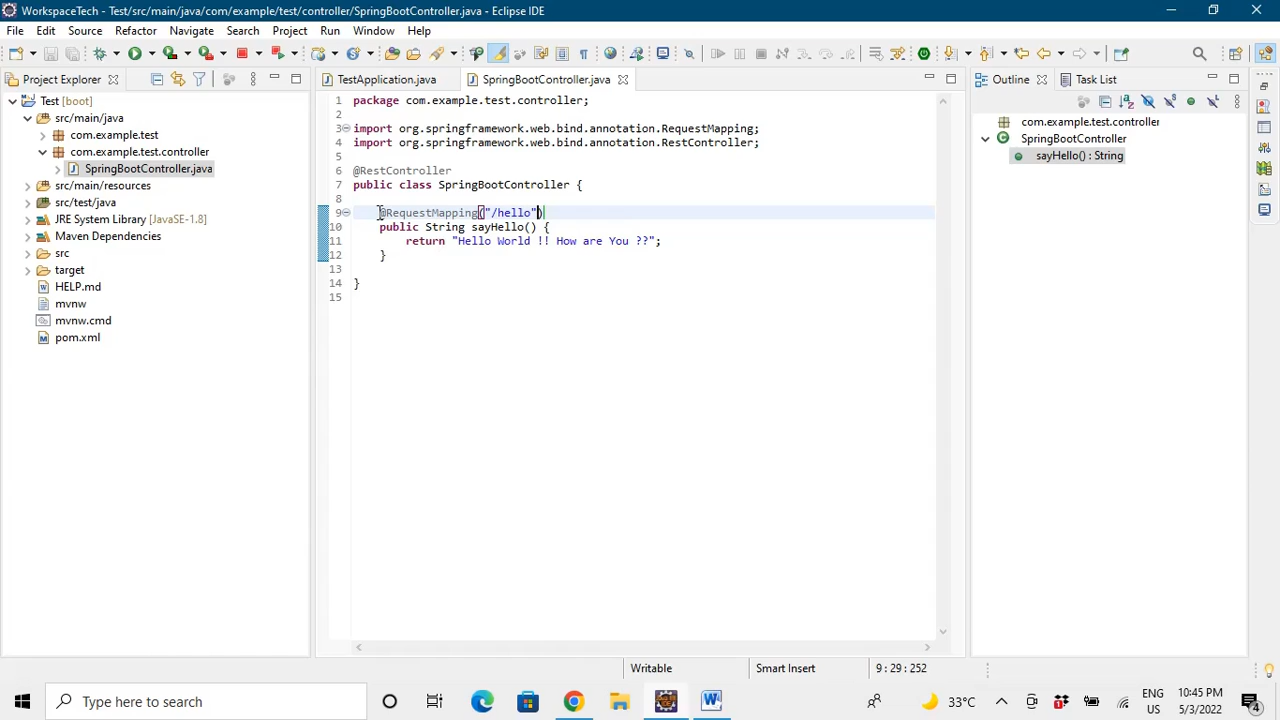 WorkspaceTech - Test/src/main/java/com/example/test/controller/SpringBootController.java - Eclipse IDE
File Edit Source Refactor Navigate Search Project Run Window Help
Project Explorer
Test [boot]
src/main/java
com.example.test
com.example.test.controller
SpringBootController.java
src/main/resources
src/test/java
JRE System Library [JavaSE-1.8]
Maven Dependencies
src
target
HELP.md
mvnw
mvnw.cmd
pom.xml
TestApplication.java SpringBootController.java
1 package com.example.test.controller;
2
3 import org.springframework.web.bind.annotation.RequestMapping;
4 import org.springframework.web.bind.annotation.RestController;
5
6 @RestController
7 public class SpringBootController {
8
9 @RequestMapping("/hello")
10 public String sayHello() {
11 return "Hello World !! How are You ??";
12 }
13
14 }
15
Outline Task List
com.example.test.controller
SpringBootController
sayHello() : String
Writable Smart Insert 9 : 29 : 252
Type here to search
33°C
ENG
US
10:45 PM
5/3/2022
4